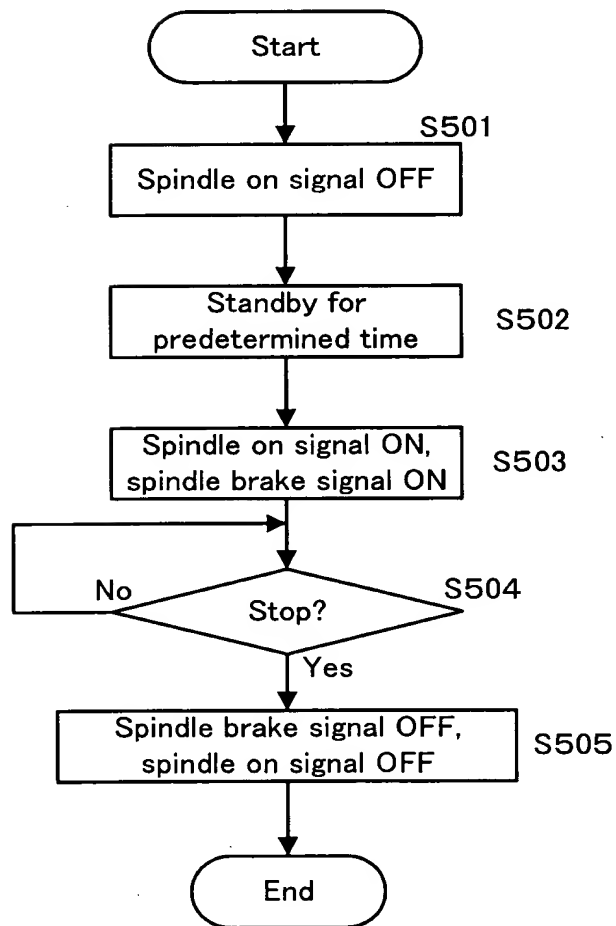 Start
S501
Spindle on signal OFF
Standby for
predetermined time
S502
Spindle on signal ON,
spindle brake signal ON
S503
No
Stop?
S504
Yes
Spindle brake signal OFF,
spindle on signal OFF
S505
End